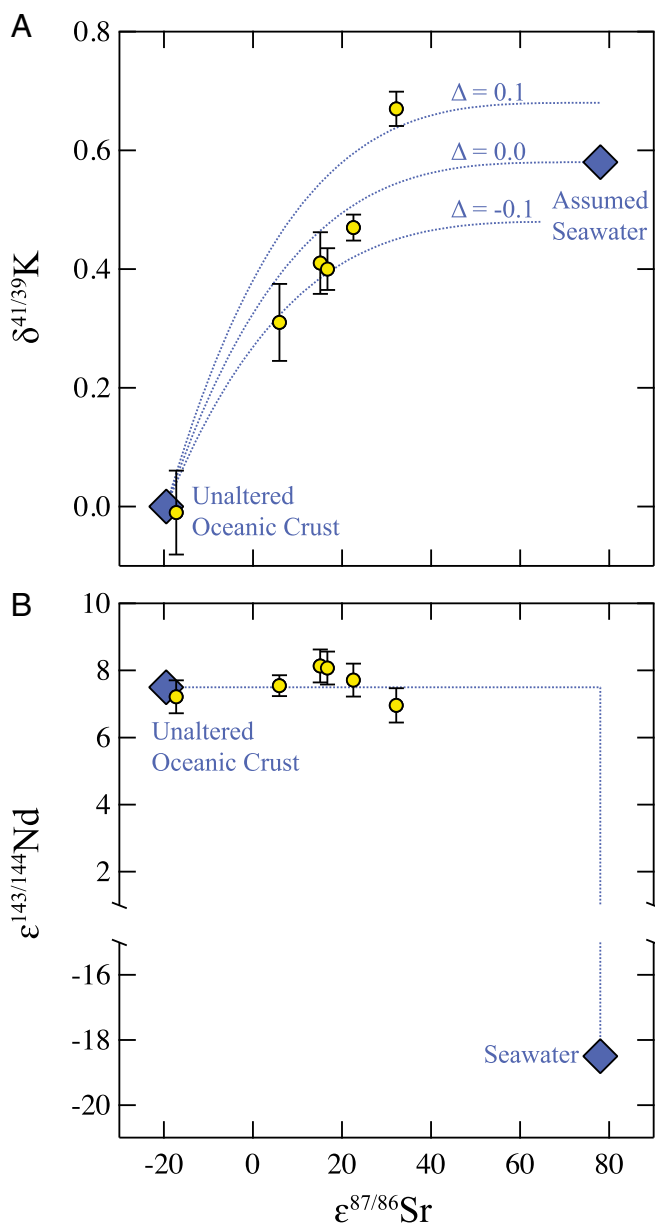 A
0.8
0.6
0.4
0.2
0.0
δ41/39K
Δ = 0.1
Δ = 0.0
Δ = -0.1
Assumed
Seawater
Unaltered
Oceanic Crust
B
10
8
6
4
2
-16
-18
-20
ε143/144Nd
Unaltered
Oceanic Crust
Seawater
-20 0 20 40 60 80
ε87/86Sr